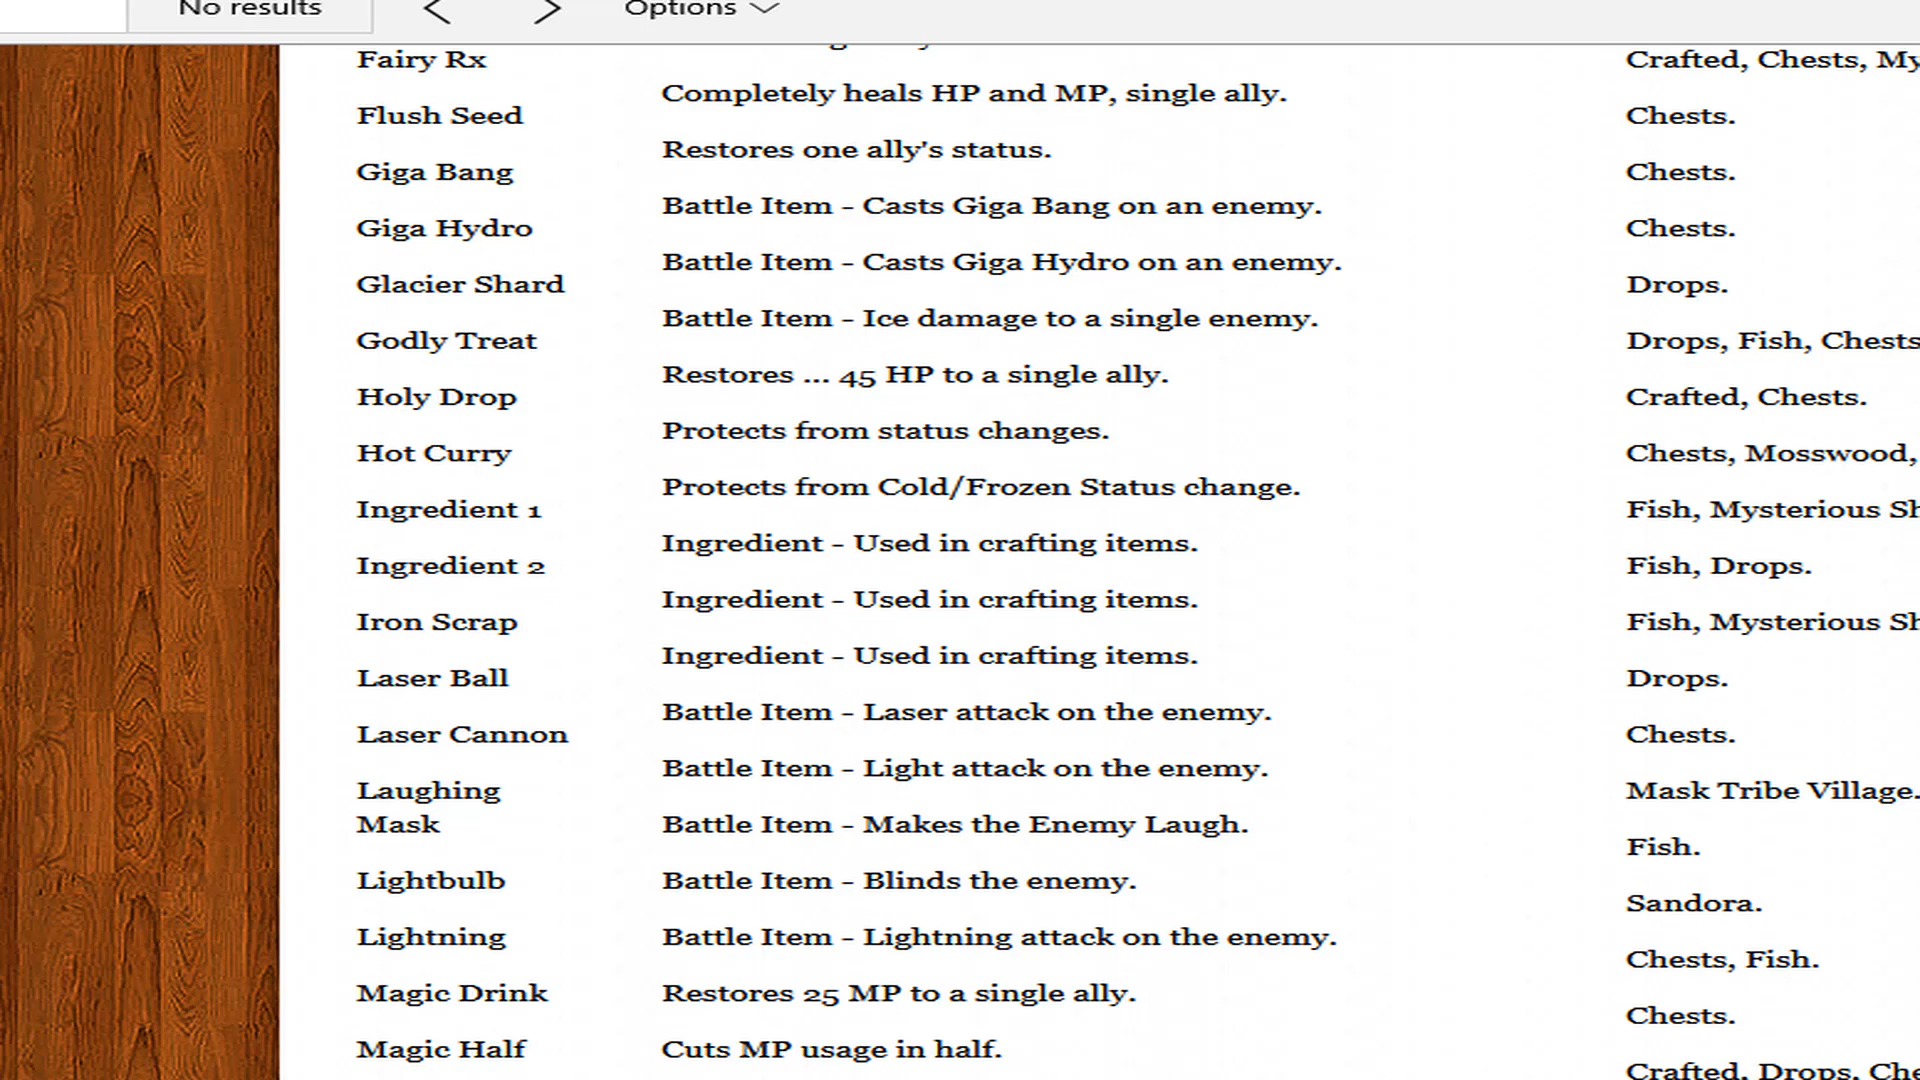 No results
Options
Fairy Rx
Crafted, Chests, My
Completely heals HP and MP, single ally.
Flush Seed
Chests.
Restores one ally's status.
Giga Bang
Chests.
Battle Item - Casts Giga Bang on an enemy.
Giga Hydro
Chests.
Battle Item - Casts Giga Hydro on an enemy.
Glacier Shard
Drops.
Battle Item - Ice damage to a single enemy.
Godly Treat
Drops, Fish, Chests
Restores ... 45 HP to a single ally.
Holy Drop
Crafted, Chests.
Protects from status changes.
Hot Curry
Chests, Mosswood,
Protects from Cold/Frozen Status change.
Ingredient 1
Fish, Mysterious Sh
Ingredient - Used in crafting items.
Ingredient 2
Fish, Drops.
Ingredient - Used in crafting items.
Iron Scrap
Fish, Mysterious Sh
Ingredient - Used in crafting items.
Laser Ball
Drops.
Battle Item - Laser attack on the enemy.
Laser Cannon
Chests.
Battle Item - Light attack on the enemy.
Laughing
Mask Tribe Village.
Mask
Battle Item - Makes the Enemy Laugh.
Fish.
Lightbulb
Battle Item - Blinds the enemy.
Sandora.
Lightning
Battle Item - Lightning attack on the enemy.
Chests, Fish.
Magic Drink
Restores 25 MP to a single ally.
Chests.
Magic Half
Cuts MP usage in half.
Crafted, Drops, Che